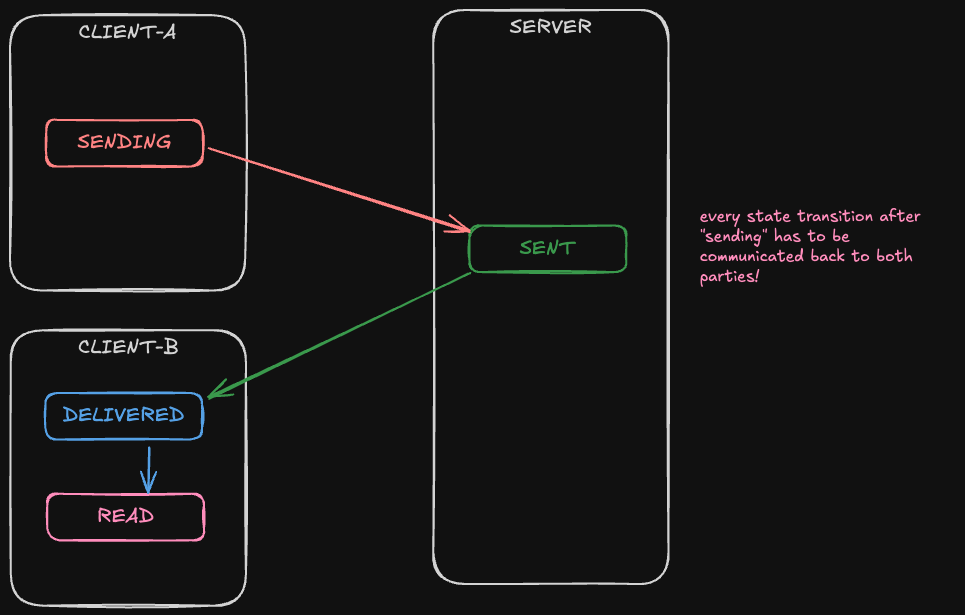 CLIENT-A
SENDING
SERVER
SENT
every state transition after
"sending" has to be
communicated back to both
parties!
CLIENT-B
DELIVERED
READ